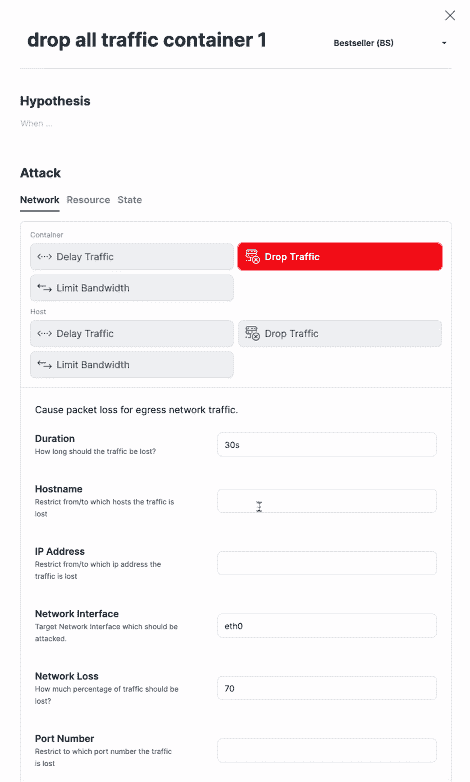 drop all traffic container 1
Bestseller (BS)
Hypothesis
When ...
Attack
Network Resource State
Container
Delay Traffic
Drop Traffic
Limit Bandwidth
Host
Delay Traffic
Drop Traffic
Limit Bandwidth
Cause packet loss for egress network traffic.
Duration
How long should the traffic be lost?
30s
Hostname
Restrict from/to which hosts the traffic is
lost
IP Address
Restrict from/to which ip address the
traffic is lost
Network Interface
Target Network Interface which should be
attacked.
eth0
Network Loss
How much percentage of traffic should be
lost?
70
Port Number
Restrict to which port number the traffic
is lost